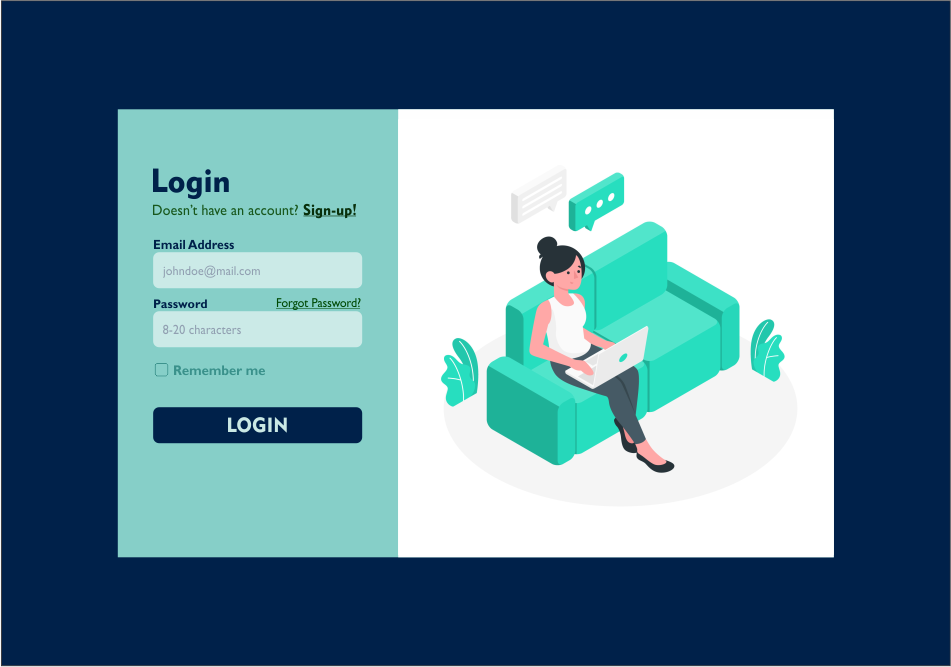 Login
Doesn't have an account? Sign-up!
Email Address
johndoe@mail.com
Password Forgot Password?
8-20 characters
Remember me
LOGIN